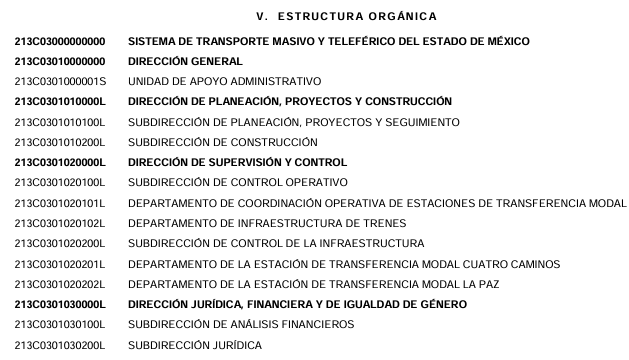 V. ESTRUCTURA ORGÁNICA
213C03000000000 SISTEMA DE TRANSPORTE MASIVO Y TELEFÉRICO DEL ESTADO DE MÉXICO
213C03010000000 DIRECCIÓN GENERAL
213C0301000001S UNIDAD DE APOYO ADMINISTRATIVO
213C0301010000L DIRECCIÓN DE PLANEACIÓN, PROYECTOS Y CONSTRUCCIÓN
213C0301010100L SUBDIRECCIÓN DE PLANEACIÓN, PROYECTOS Y SEGUIMIENTO
213C0301010200L SUBDIRECCIÓN DE CONSTRUCCIÓN
213C0301020000L DIRECCIÓN DE SUPERVISIÓN Y CONTROL
213C0301020100L SUBDIRECCIÓN DE CONTROL OPERATIVO
213C0301020101L DEPARTAMENTO DE COORDINACIÓN OPERATIVA DE ESTACIONES DE TRANSFERENCIA MODAL
213C0301020102L DEPARTAMENTO DE INFRAESTRUCTURA DE TRENES
213C0301020200L SUBDIRECCIÓN DE CONTROL DE LA INFRAESTRUCTURA
213C0301020201L DEPARTAMENTO DE LA ESTACIÓN DE TRANSFERENCIA MODAL CUATRO CAMINOS
213C0301020202L DEPARTAMENTO DE LA ESTACIÓN DE TRANSFERENCIA MODAL LA PAZ
213C0301030000L DIRECCIÓN JURÍDICA, FINANCIERA Y DE IGUALDAD DE GÉNERO
213C0301030100L SUBDIRECCIÓN DE ANÁLISIS FINANCIEROS
213C0301030200L SUBDIRECCIÓN JURÍDICA